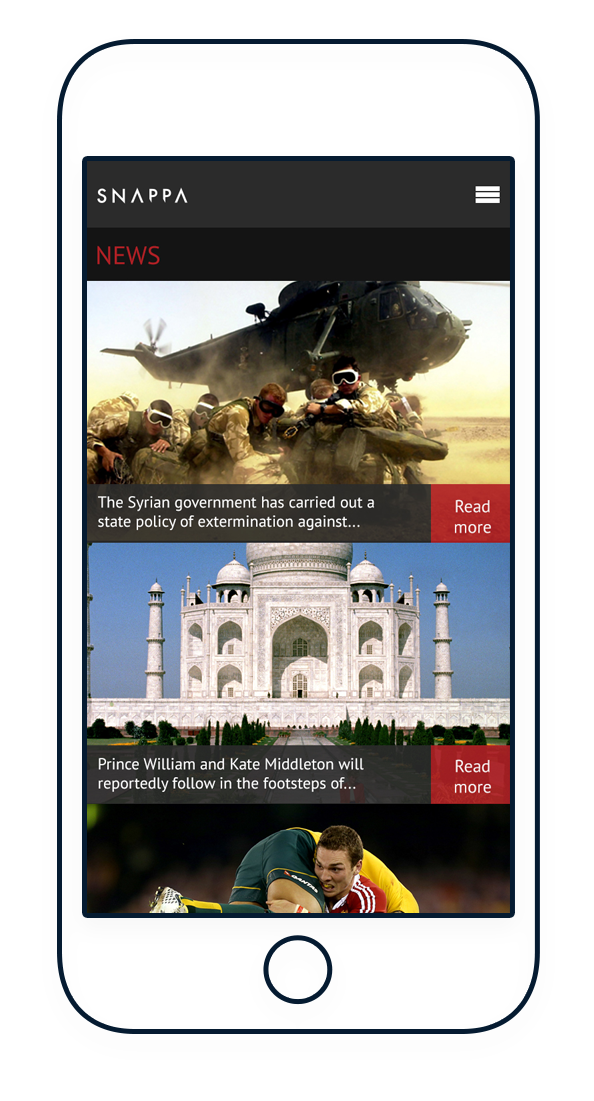 SNAPPA
NEWS
The Syrian government has carried out a
state policy of extermination against...
Read
more
Prince William and Kate Middleton will
reportedly follow in the footsteps of...
Read
more
QANTAS